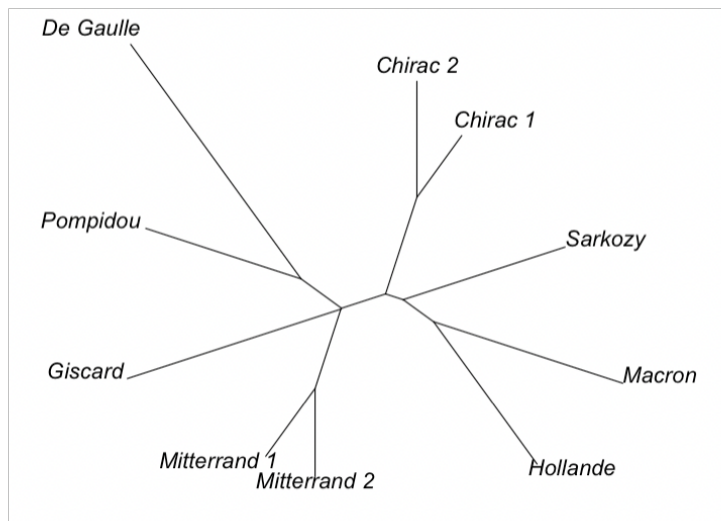 De Gaulle
Chirac 2
Chirac 1
Pompidou
Sarkozy
Giscard
Macron
Mitterrand 1
Hollande
Mitterrand 2